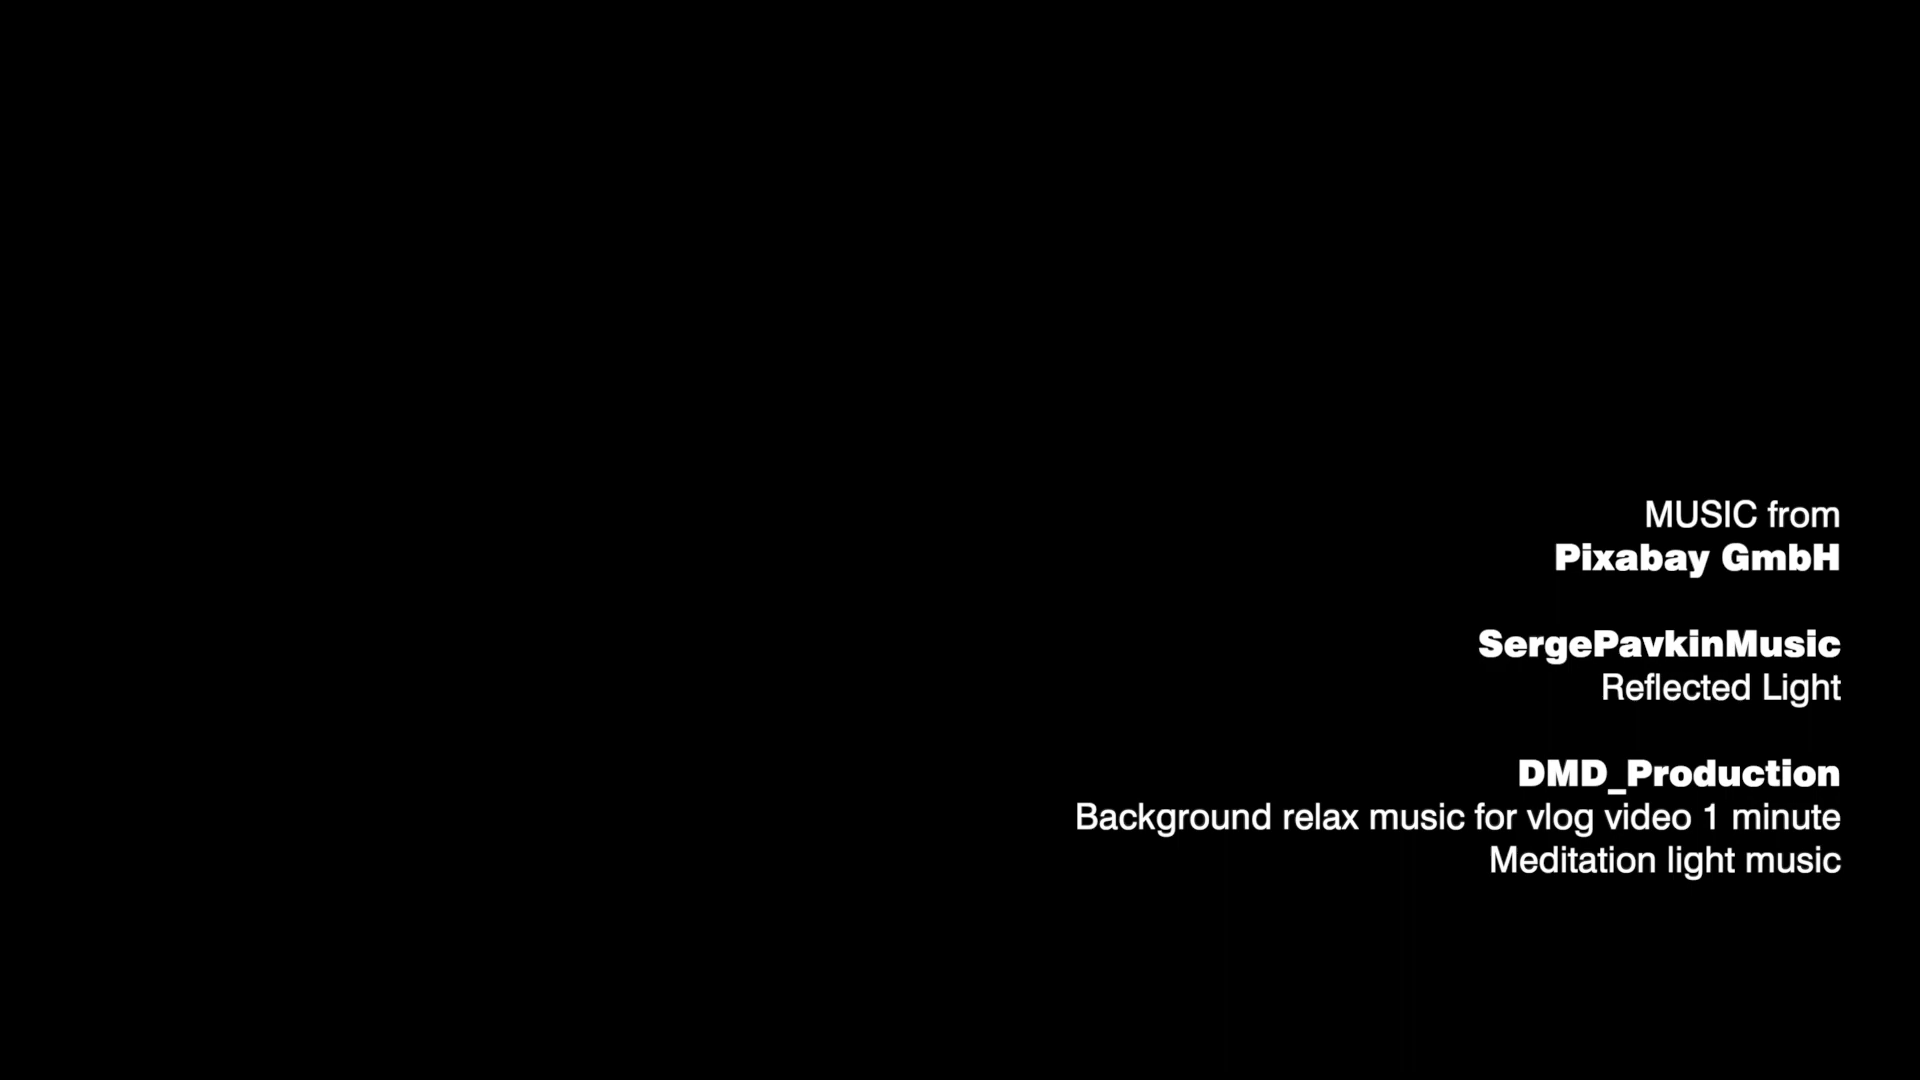 MUSIC from
Pixabay GmbH
SergePavkinMusic
Reflected Light
DMD_Production
Background relax music for vlog video 1 minute
Meditation light music